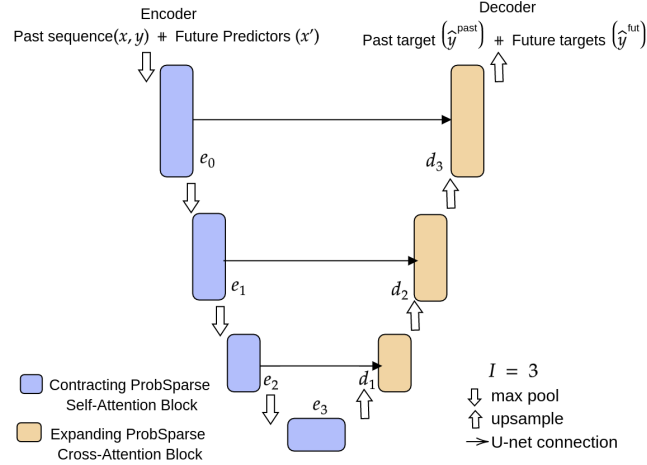 Encoder
Past sequence(x, y) ⧺ Future Predictors (x′)
Decoder
Past target (ŷ^past) ⧺ Future targets (ŷ^fut)
e₀
d₃
e₁
d₂
e₂
d₁
e₃
Contracting ProbSparse
Self-Attention Block
Expanding ProbSparse
Cross-Attention Block
I = 3
max pool
upsample
U-net connection